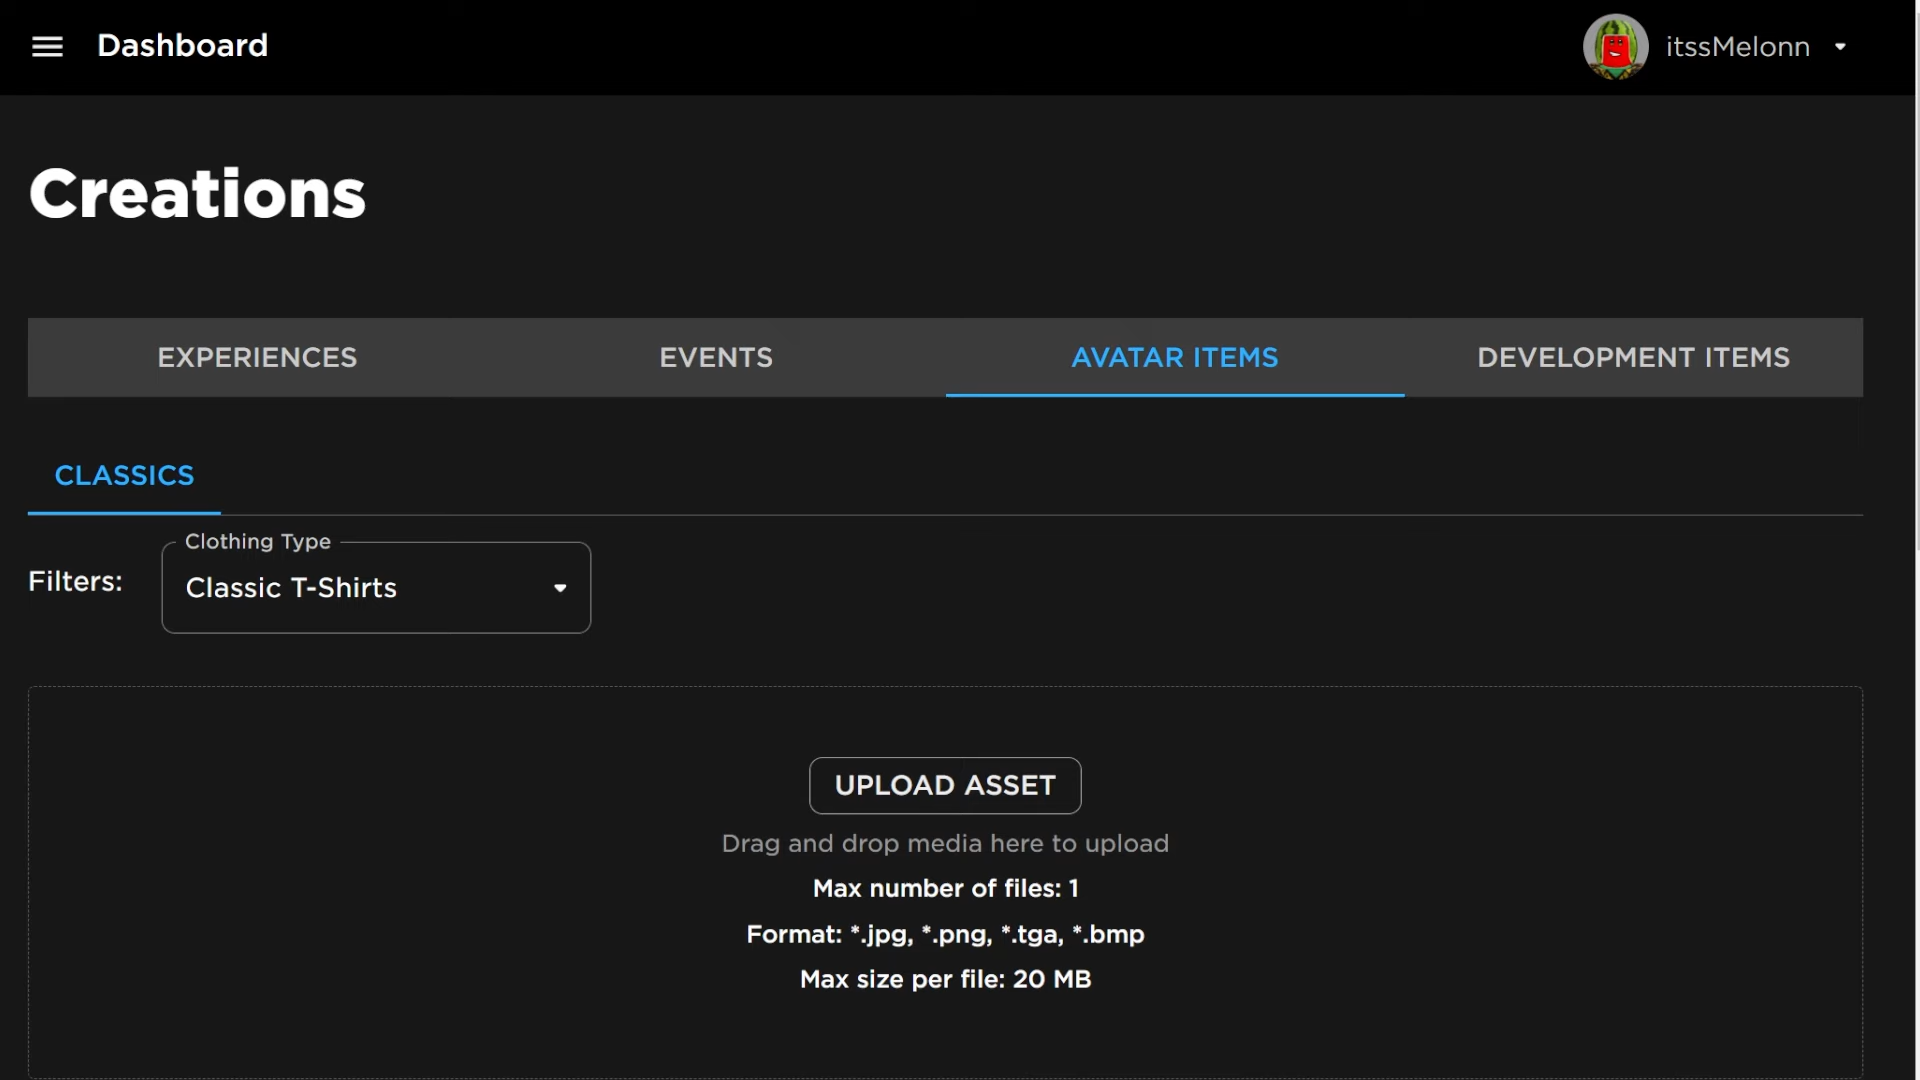 Dashboard
itssMelonn
Creations
EXPERIENCES
EVENTS
AVATAR ITEMS
DEVELOPMENT ITEMS
CLASSICS
Clothing Type
Filters:
Classic T-Shirts
UPLOAD ASSET
Drag and drop media here to upload
Max number of files: 1
Format: *.jpg, *.png, *.tga, *.bmp
Max size per file: 20 MB